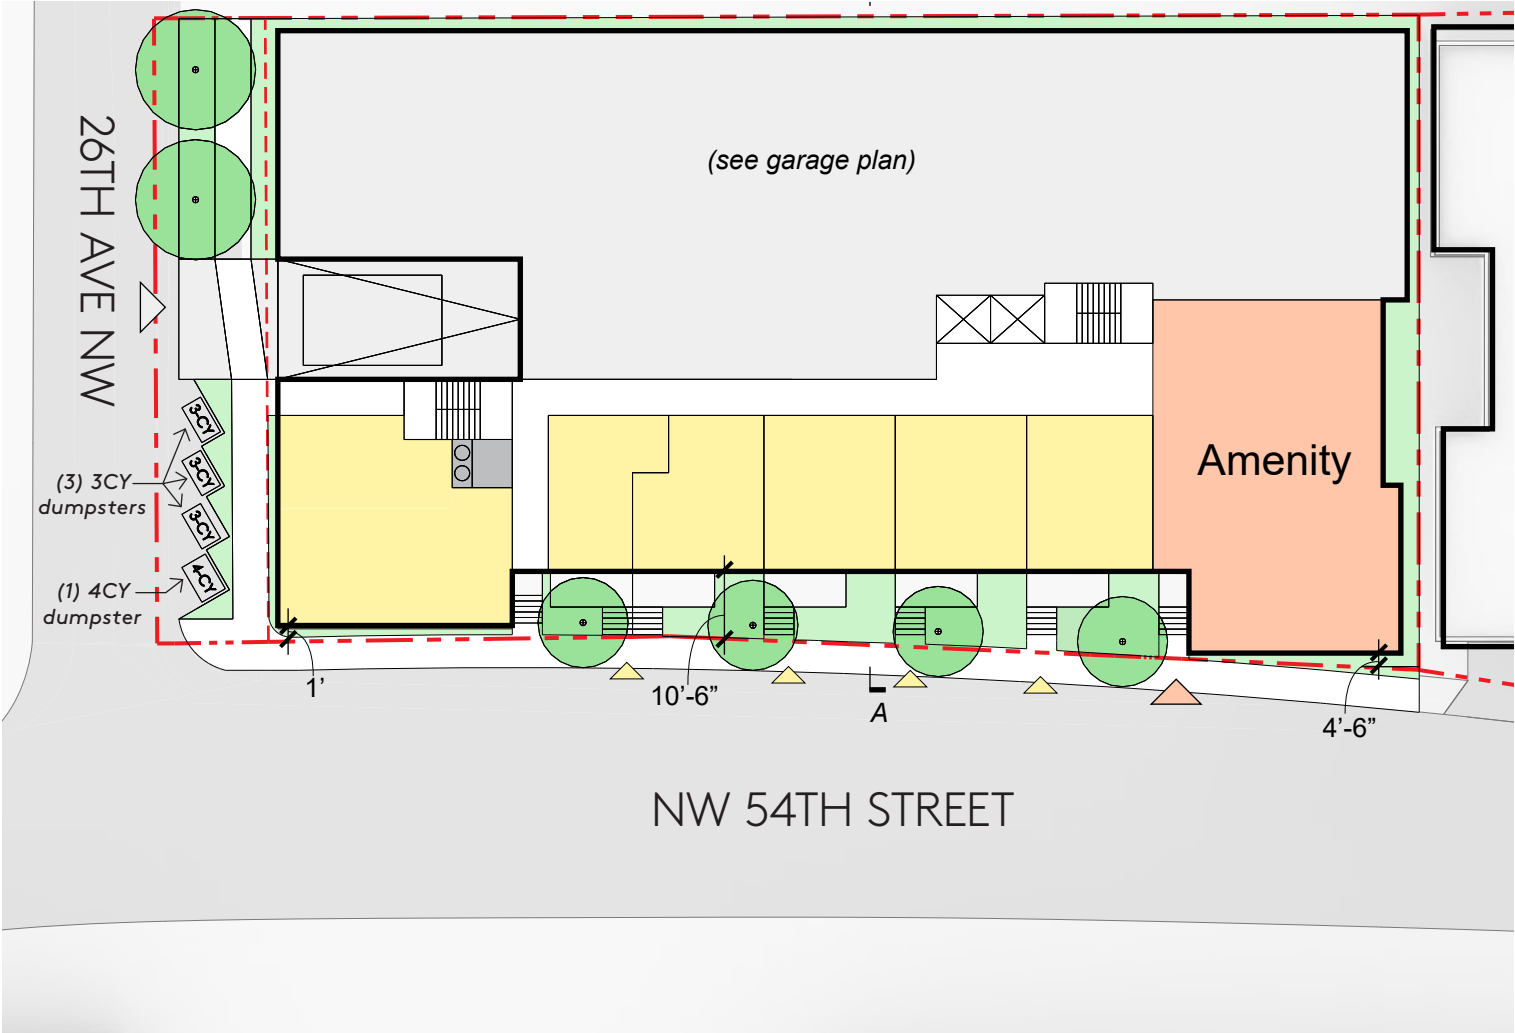 26TH AVE NW
(see garage plan)
3-CY
3-CY
3-CY
4-CY
(3) 3CY
dumpsters
(1) 4CY
dumpster
Amenity
1’
10’-6”
A
4’-6”
NW 54TH STREET